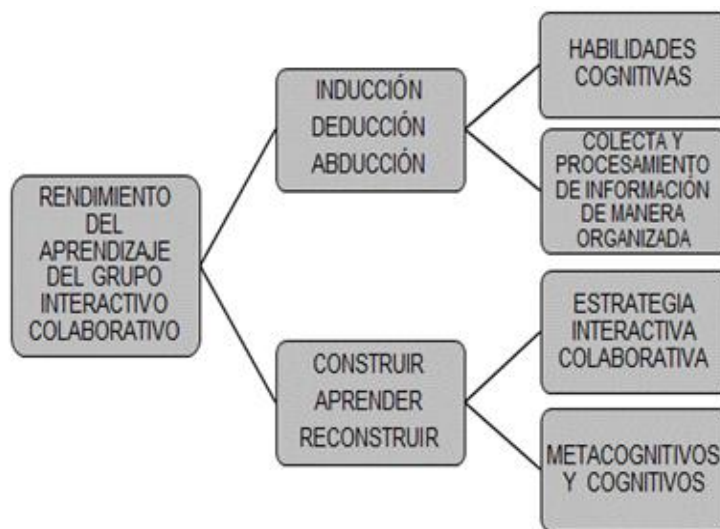 RENDIMIENTO
DEL
APRENDIZAJE
DEL GRUPO
INTERACTIVO
COLABORATIVO
INDUCCIÓN
DEDUCCIÓN
ABDUCCIÓN
HABILIDADES
COGNITIVAS
COLECTA Y
PROCESAMIENTO
DE INFORMACIÓN
DE MANERA
ORGANIZADA
CONSTRUIR
APRENDER
RECONSTRUIR
ESTRATEGIA
INTERACTIVA
COLABORATIVA
METACOGNITIVOS
Y COGNITIVOS